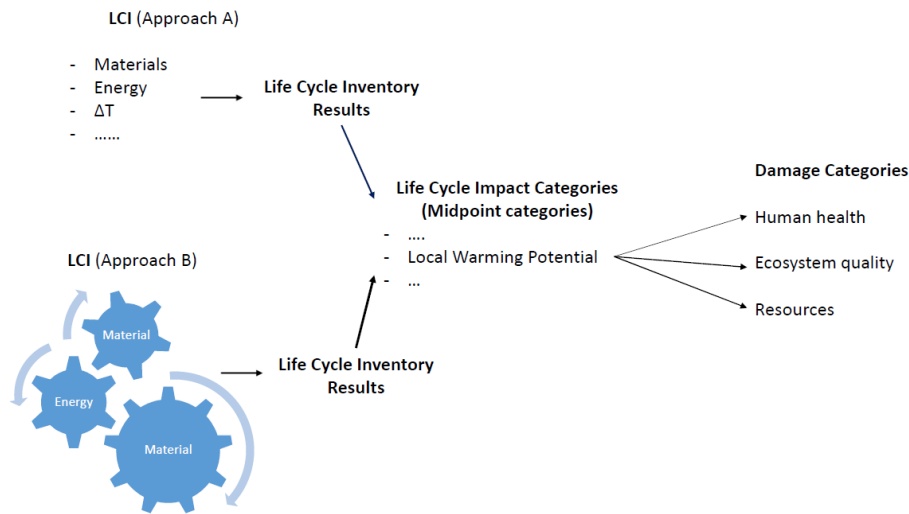 LCI (Approach A)
- Materials
- Energy
- ΔT
- ......
Life Cycle Inventory
Results
Life Cycle Impact Categories
(Midpoint categories)
- ....
- Local Warming Potential
- ...
Damage Categories
Human health
Ecosystem quality
Resources
LCI (Approach B)
Material
Energy
Material
Life Cycle Inventory
Results